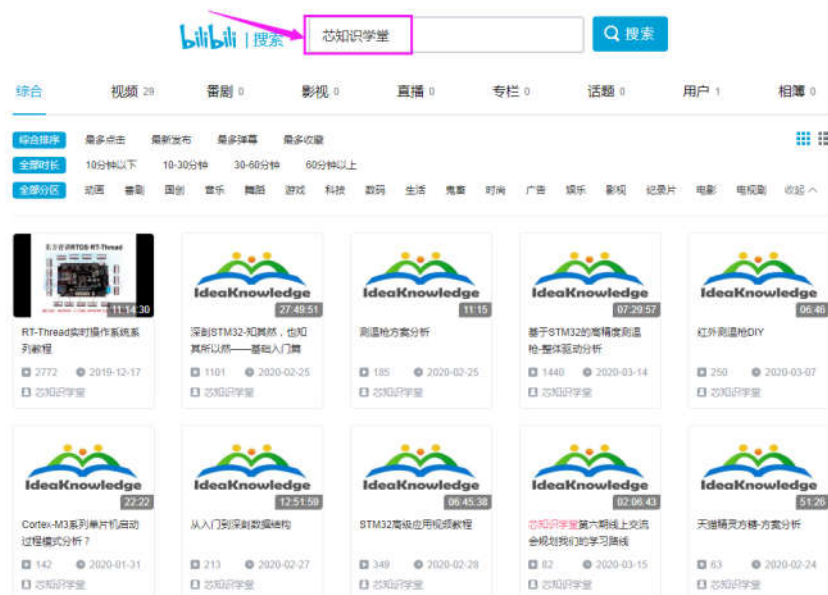 bilibili | 搜索 芯知识学堂 搜索
综合 视频 29 番剧 0 影视 0 直播 0 专栏 0 话题 0 用户 1 相簿 0
综合排序 最多点击 最新发布 最多弹幕 最多收藏
全部时长 10分钟以下 10-30分钟 30-60分钟 60分钟以上
全部分区 动画 番剧 国创 音乐 舞蹈 游戏 科技 数码 生活 鬼畜 时尚 广告 娱乐 影视 纪录片 电影 电视剧 收起
RTOS RT-Thread
11:14:30
RT-Thread实时操作系统系
列教程
2772 2019-12-17
芯知识学堂
IdeaKnowledge
27:49:51
深剖STM32-知其然，也知
其所以然——基础入门篇
1101 2020-02-25
芯知识学堂
IdeaKnowledge
11:15
测温枪方案分析
185 2020-02-25
芯知识学堂
IdeaKnowledge
07:29:57
基于STM32的高精度测温
枪-整体驱动分析
1440 2020-03-14
芯知识学堂
IdeaKnowledge
06:46
红外测温枪DIY
250 2020-03-07
芯知识学堂
IdeaKnowledge
22:22
Cortex-M3系列单片机启动
过程模式分析？
142 2020-01-31
芯知识学堂
IdeaKnowledge
12:51:59
从入门到深剖数据结构
213 2020-02-27
芯知识学堂
IdeaKnowledge
06:45:38
STM32高级应用视频教程
349 2020-02-28
芯知识学堂
IdeaKnowledge
02:06:43
芯知识学堂第六期线上交流
会规划我们的学习路线
82 2020-03-15
芯知识学堂
IdeaKnowledge
51:26
天猫精灵方糖-方案分析
63 2020-02-24
芯知识学堂